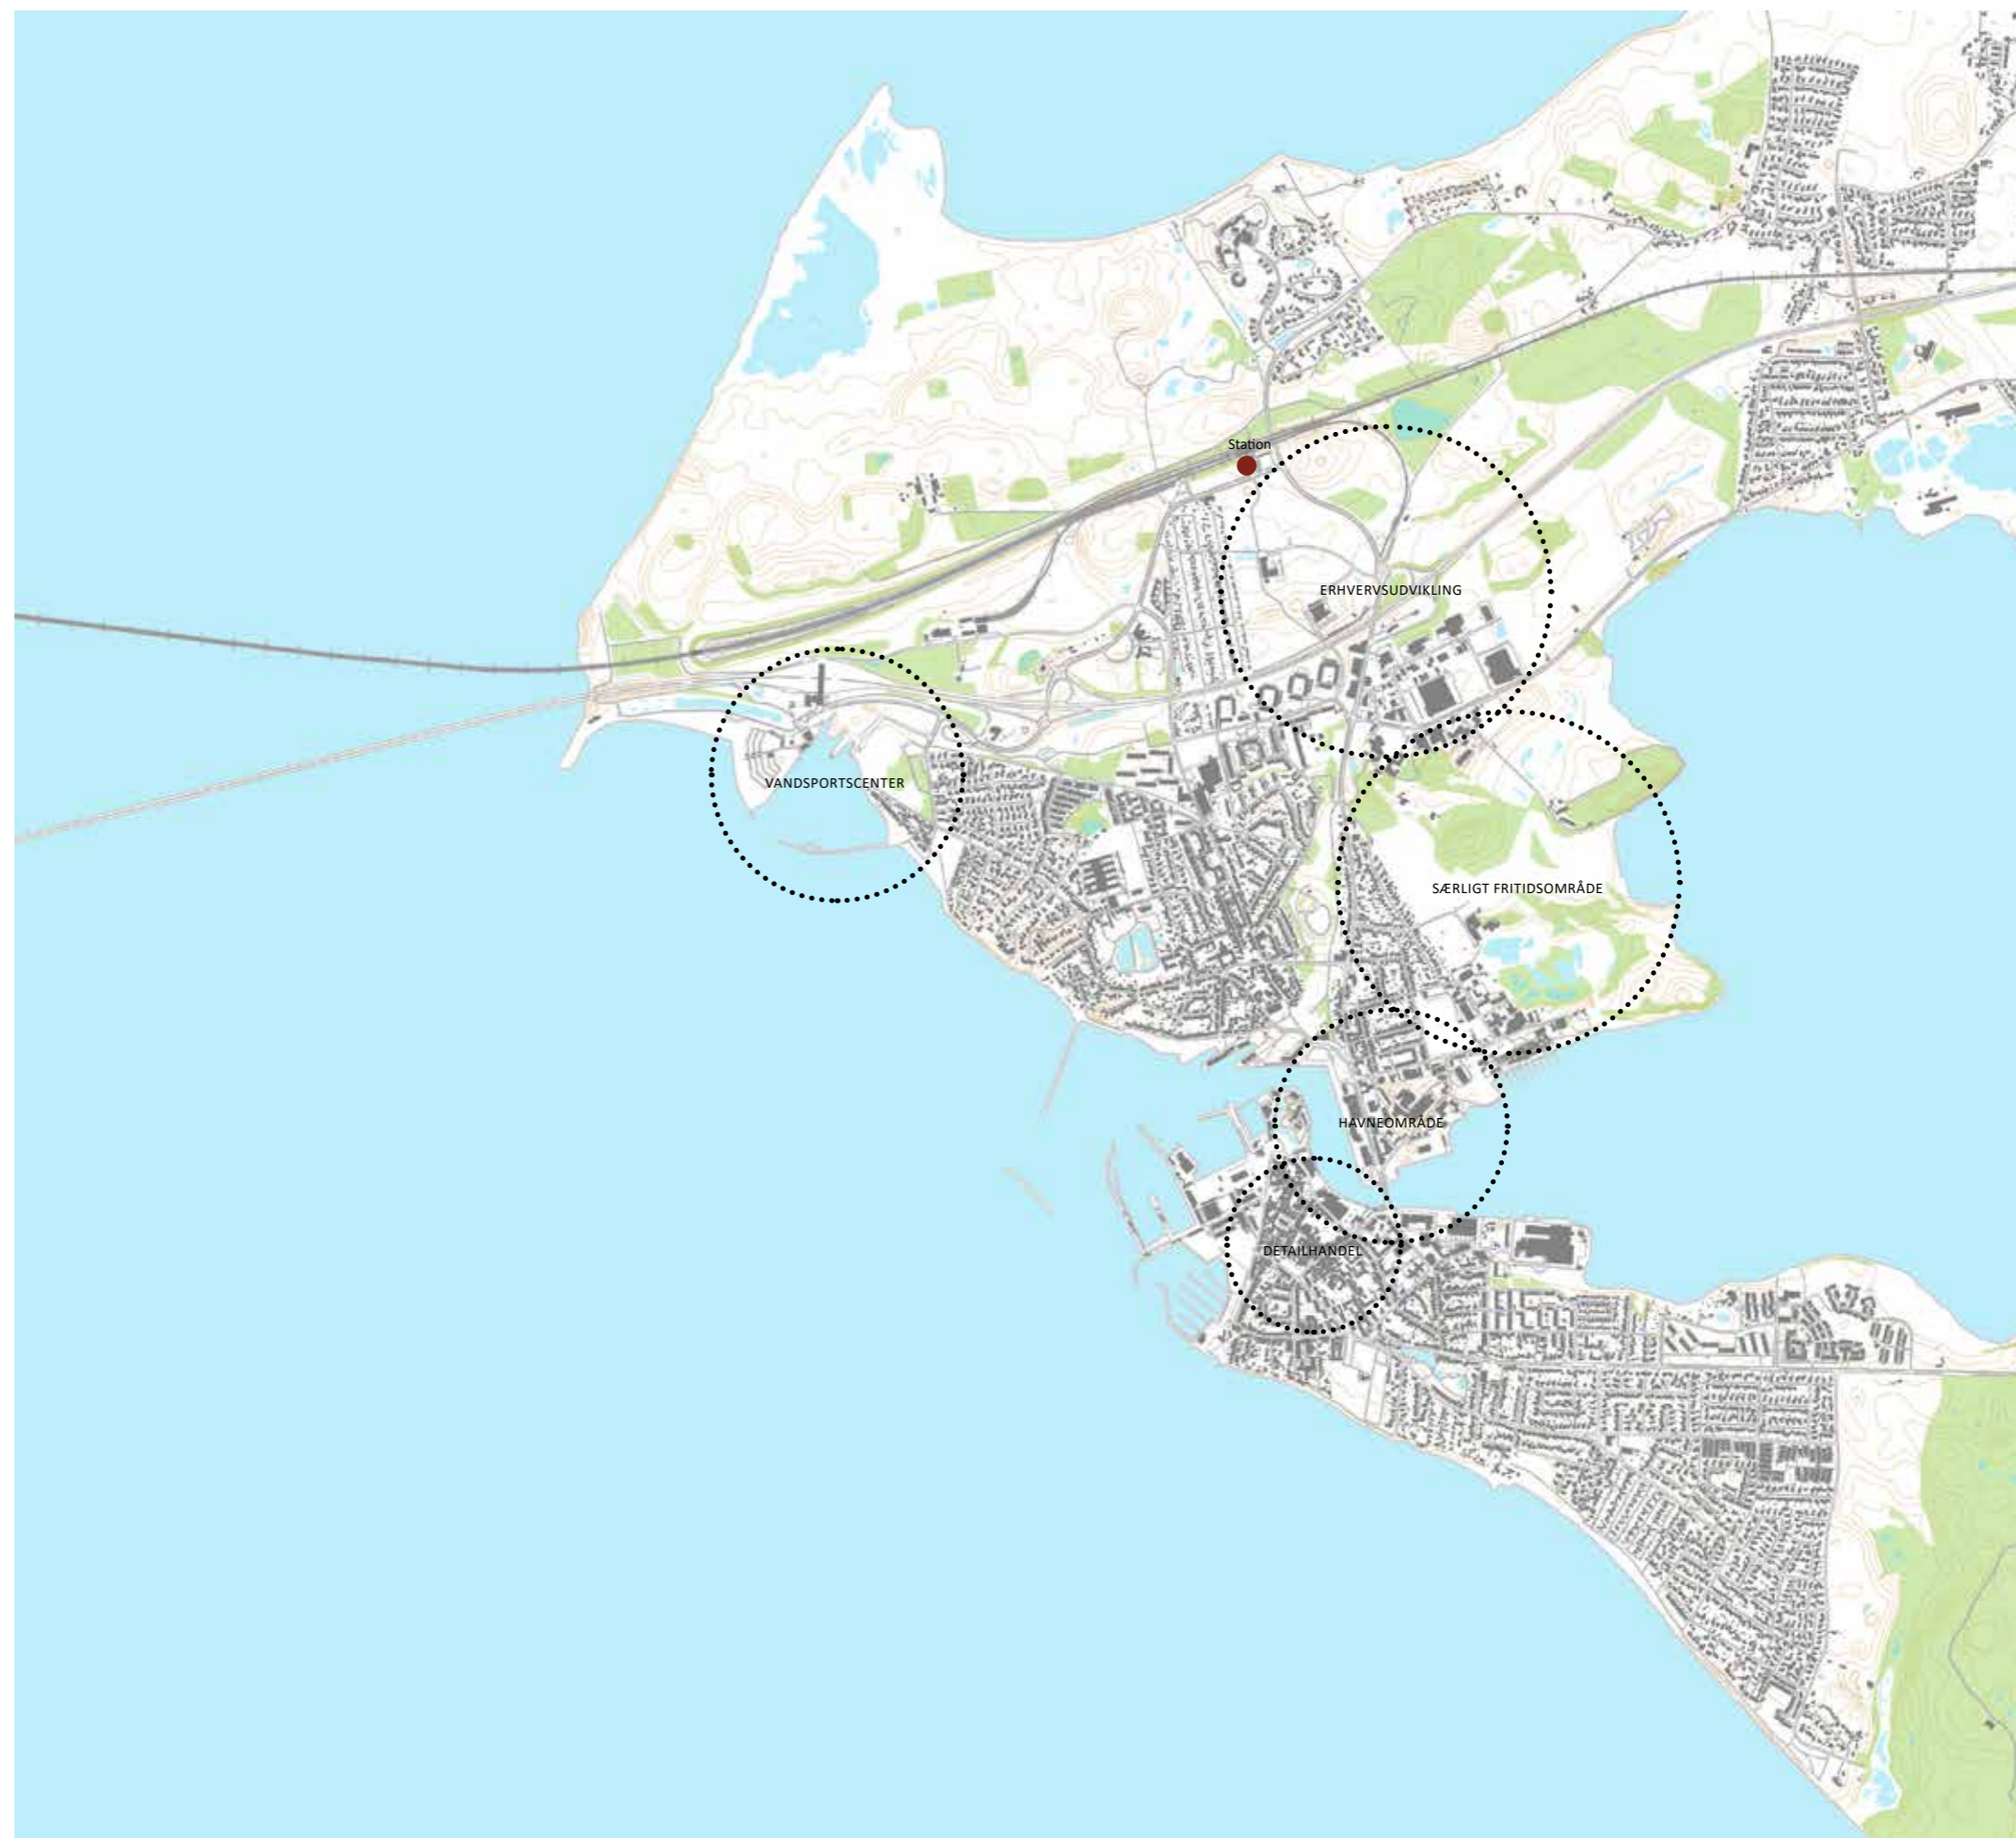 Station
ERHVERVSUDVIKLING
VANDSPORTSCENTER
SÆRLIGT FRITIDSOMRÅDE
HAVNEOMRÅDE
DETAILHANDEL